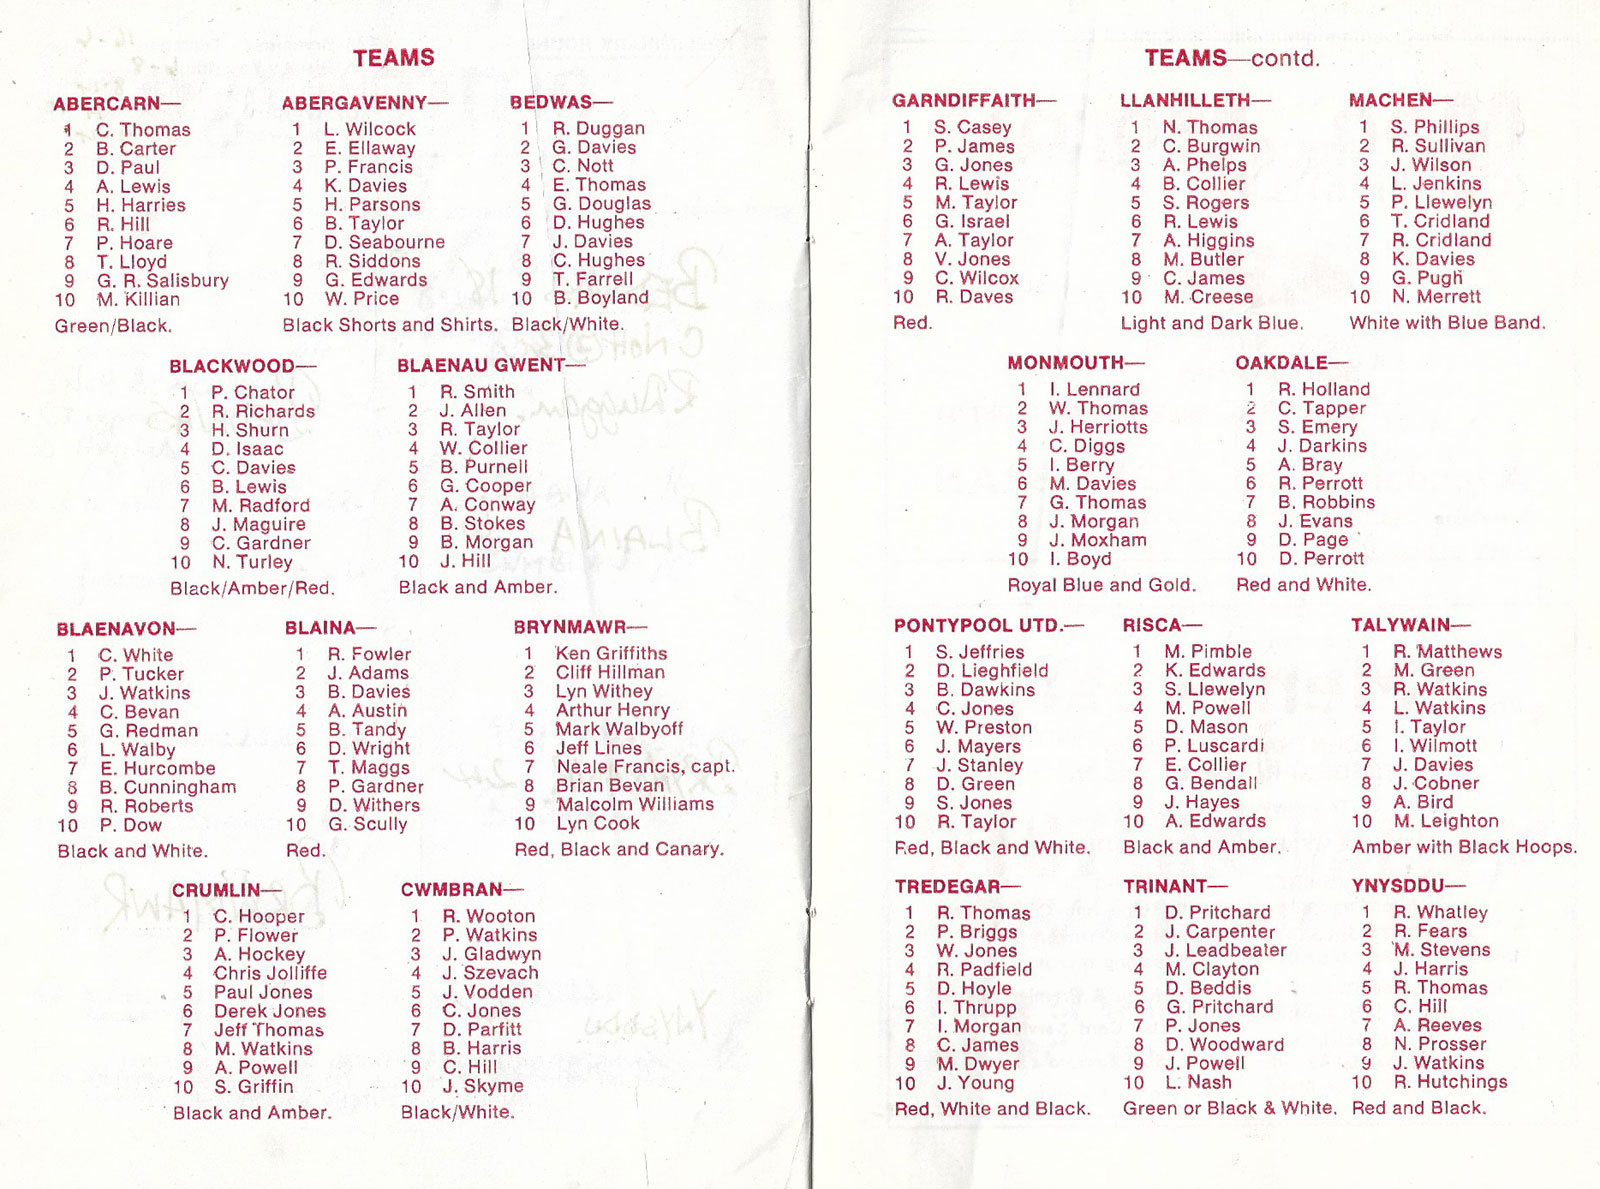 TEAMS
ABERCARN—
1 C. Thomas
2 B. Carter
3 D. Paul
4 A. Lewis
5 H. Harries
6 R. Hill
7 P. Hoare
8 T. Lloyd
9 G. R. Salisbury
10 M. Killian
Green/Black.
ABERGAVENNY—
1 L. Wilcock
2 E. Ellaway
3 P. Francis
4 K. Davies
5 H. Parsons
6 B. Taylor
7 D. Seabourne
8 R. Siddons
9 G. Edwards
10 W. Price
Black Shorts and Shirts.
BEDWAS—
1 R. Duggan
2 G. Davies
3 C. Nott
4 E. Thomas
5 G. Douglas
6 D. Hughes
7 J. Davies
8 C. Hughes
9 T. Farrell
10 B. Boyland
Black/White.
BLACKWOOD—
1 P. Chator
2 R. Richards
3 H. Shurn
4 D. Isaac
5 C. Davies
6 B. Lewis
7 M. Radford
8 J. Maguire
9 C. Gardner
10 N. Turley
Black/Amber/Red.
BLAENAU GWENT—
1 R. Smith
2 J. Allen
3 R. Taylor
4 W. Collier
5 B. Purnell
6 G. Cooper
7 A. Conway
8 B. Stokes
9 B. Morgan
10 J. Hill
Black and Amber.
BLAENAVON—
1 C. White
2 P. Tucker
3 J. Watkins
4 C. Bevan
5 G. Redman
6 L. Walby
7 E. Hurcombe
8 B. Cunningham
9 R. Roberts
10 P. Dow
Black and White.
BLAINA—
1 R. Fowler
2 J. Adams
3 B. Davies
4 A. Austin
5 B. Tandy
6 D. Wright
7 T. Maggs
8 P. Gardner
9 D. Withers
10 G. Scully
Red.
BRYNMAWR—
1 Ken Griffiths
2 Cliff Hillman
3 Lyn Withey
4 Arthur Henry
5 Mark Walbyoff
6 Jeff Lines
7 Neale Francis, capt.
8 Brian Bevan
9 Malcolm Williams
10 Lyn Cook
Red, Black and Canary.
CRUMLIN—
1 C. Hooper
2 P. Flower
3 A. Hockey
4 Chris Jolliffe
5 Paul Jones
6 Derek Jones
7 Jeff Thomas
8 M. Watkins
9 A. Powell
10 S. Griffin
Black and Amber.
CWMBRAN—
1 R. Wooton
2 P. Watkins
3 J. Gladwyn
4 J. Szevach
5 J. Vodden
6 C. Jones
7 D. Parfitt
8 B. Harris
9 C. Hill
10 J. Skyme
Black/White.
TEAMS—contd.
GARNDIFFAITH—
1 S. Casey
2 P. James
3 G. Jones
4 R. Lewis
5 M. Taylor
6 G. Israel
7 A. Taylor
8 V. Jones
9 C. Wilcox
10 R. Daves
Red.
LLANHILLETH—
1 N. Thomas
2 C. Burgwin
3 A. Phelps
4 B. Collier
5 S. Rogers
6 R. Lewis
7 A. Higgins
8 M. Butler
9 C. James
10 M. Creese
Light and Dark Blue.
MACHEN—
1 S. Phillips
2 R. Sullivan
3 J. Wilson
4 L. Jenkins
5 P. Llewelyn
6 T. Cridland
7 R. Cridland
8 K. Davies
9 G. Pugh
10 N. Merrett
White with Blue Band.
MONMOUTH—
1 I. Lennard
2 W. Thomas
3 J. Herriotts
4 C. Diggs
5 I. Berry
6 M. Davies
7 G. Thomas
8 J. Morgan
9 J. Moxham
10 I. Boyd
Royal Blue and Gold.
OAKDALE—
1 R. Holland
2 C. Tapper
3 S. Emery
4 J. Darkins
5 A. Bray
6 R. Perrott
7 B. Robbins
8 J. Evans
9 D. Page
10 D. Perrott
Red and White.
PONTYPOOL UTD.—
1 S. Jeffries
2 D. Lieghfield
3 B. Dawkins
4 C. Jones
5 W. Preston
6 J. Mayers
7 J. Stanley
8 D. Green
9 S. Jones
10 R. Taylor
Red, Black and White.
RISCA—
1 M. Pimble
2 K. Edwards
3 S. Llewelyn
4 M. Powell
5 D. Mason
6 P. Luscardi
7 E. Collier
8 G. Bendall
9 J. Hayes
10 A. Edwards
Black and Amber.
TALYWAIN—
1 R. Matthews
2 M. Green
3 R. Watkins
4 L. Watkins
5 I. Taylor
6 I. Wilmott
7 J. Davies
8 J. Cobner
9 A. Bird
10 M. Leighton
Amber with Black Hoops.
TREDEGAR—
1 R. Thomas
2 P. Briggs
3 W. Jones
4 R. Padfield
5 D. Hoyle
6 I. Thrupp
7 I. Morgan
8 C. James
9 M. Dwyer
10 J. Young
Red, White and Black.
TRINANT—
1 D. Pritchard
2 J. Carpenter
3 J. Leadbeater
4 M. Clayton
5 D. Beddis
6 G. Pritchard
7 P. Jones
8 D. Woodward
9 J. Powell
10 L. Nash
Green or Black & White.
YNYSDDU—
1 R. Whatley
2 R. Fears
3 M. Stevens
4 J. Harris
5 R. Thomas
6 C. Hill
7 A. Reeves
8 N. Prosser
9 J. Watkins
10 R. Hutchings
Red and Black.